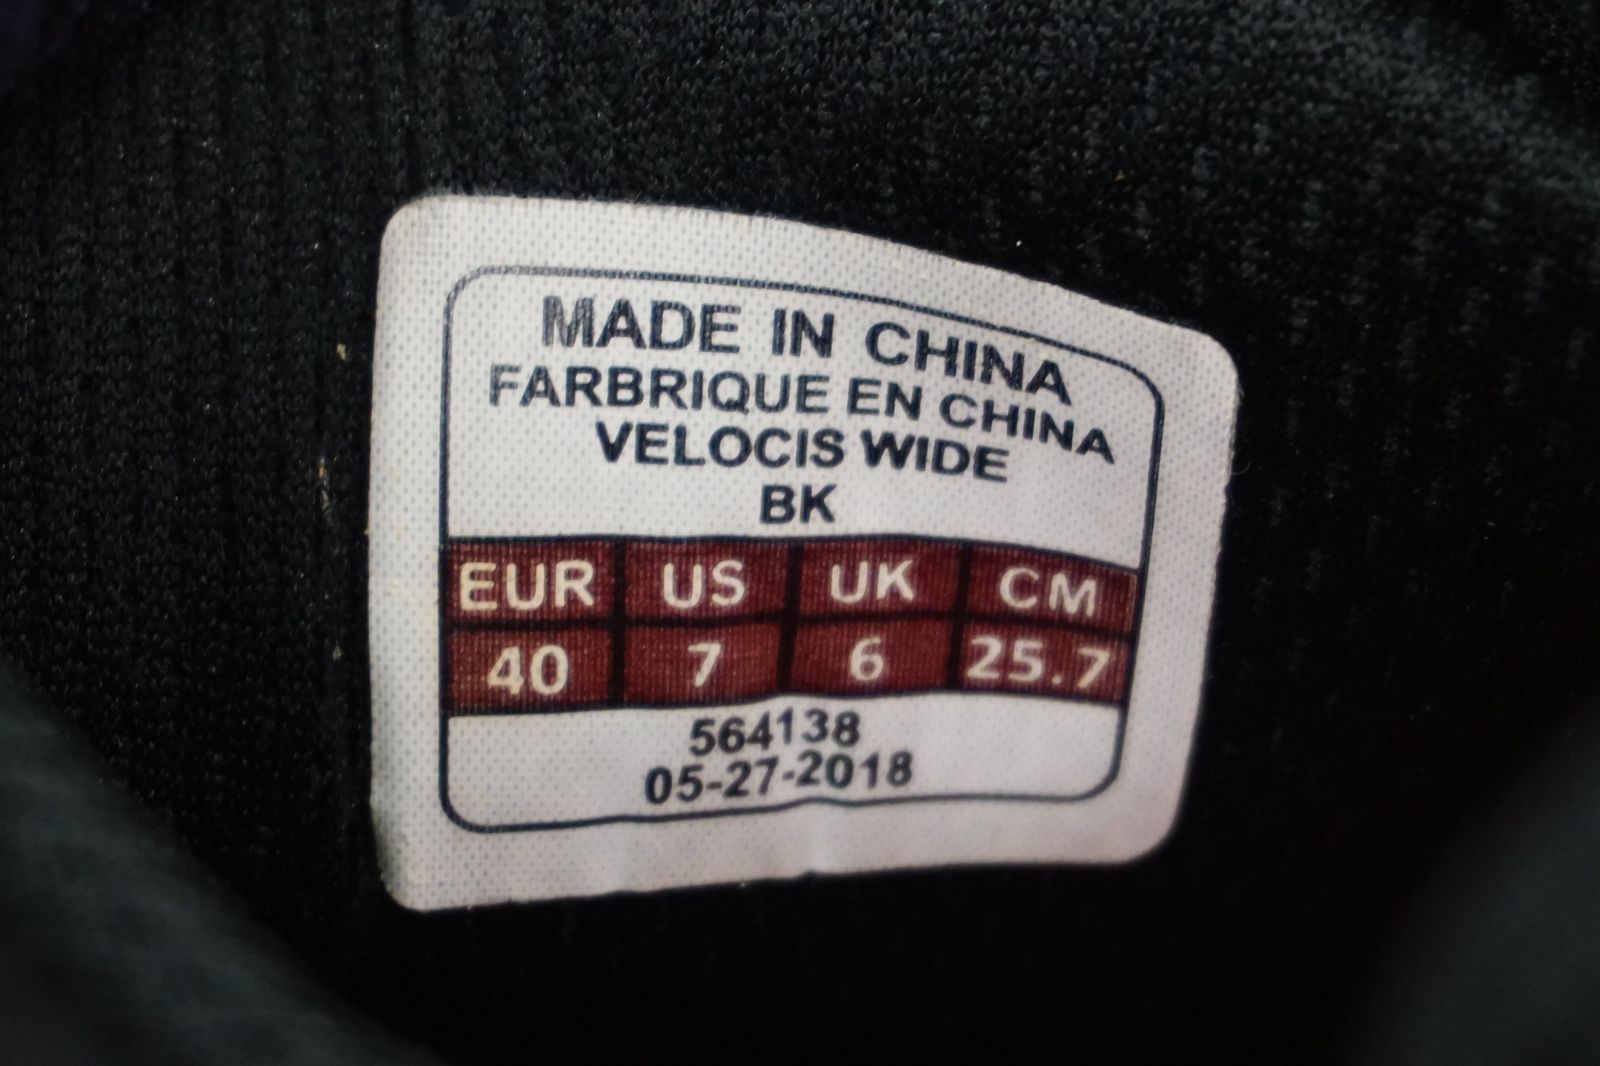 MADE IN CHINA
FARBRIQUE EN CHINA
VELOCIS WIDE
BK
EUR US UK CM
40 7 6 25.7
564138
05-27-2018